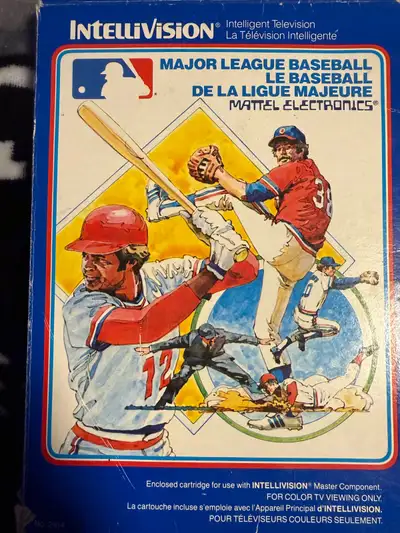 INTELLIVISION® Intelligent Television
La Télévision Intelligente
MAJOR LEAGUE BASEBALL
LE BASEBALL
DE LA LIGUE MAJEURE
MATTEL ELECTRONICS®
38
12
Enclosed cartridge for use with INTELLIVISION® Master Component.
FOR COLOR TV VIEWING ONLY.
La cartouche incluse s'emploie avec l'Appareil Principal d'INTELLIVISION.
POUR TÉLÉVISEURS COULEURS SEULEMENT.